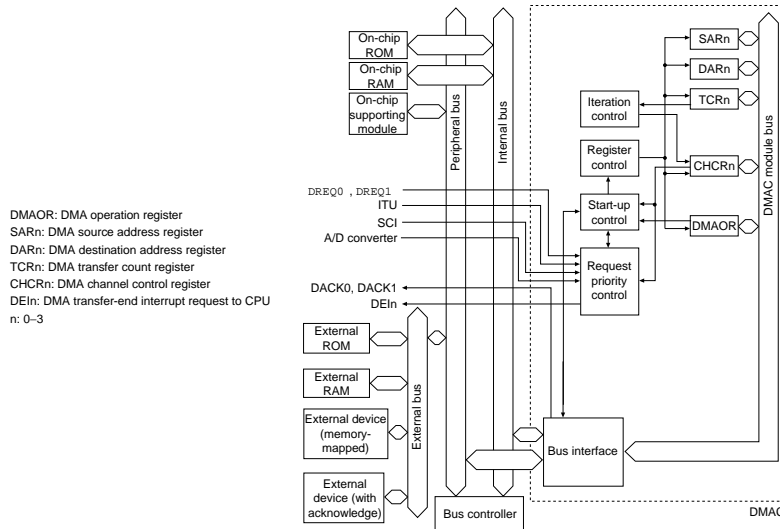 DMAOR: DMA operation register
SARn: DMA source address register
DARn: DMA destination address register
TCRn: DMA transfer count register
CHCRn: DMA channel control register
DEIn: DMA transfer-end interrupt request to CPU
n: 0–3
On-chip
ROM
On-chip
RAM
On-chip
supporting
module
Peripheral bus
Internal bus
DREQ0 , DREQ1
ITU
SCI
A/D converter
DACK0, DACK1
DEIn
External
ROM
External
RAM
External device
(memory-
mapped)
External
device (with
acknowledge)
External bus
Bus controller
Iteration
control
Register
control
Start-up
control
Request
priority
control
Bus interface
SARn
DARn
TCRn
CHCRn
DMAOR
DMAC module bus
DMAC